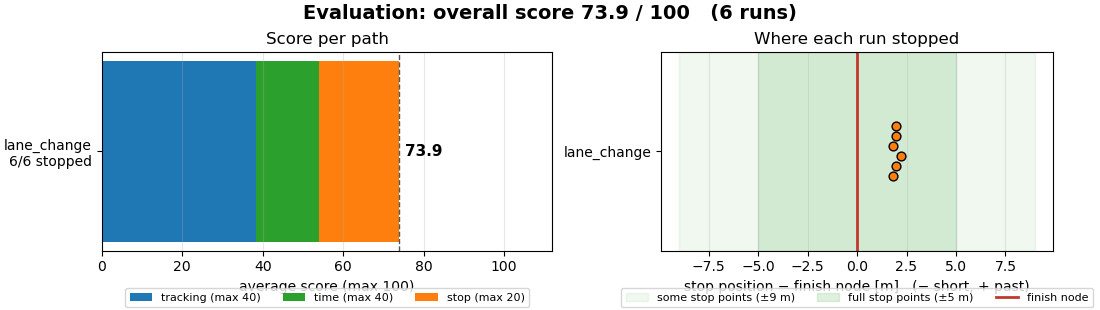 Evaluation: overall score 73.9 / 100   (6 runs)
Score per path
lane_change
6/6 stopped
73.9
0 20 40 60 80 100
average score (max 100)
tracking (max 40) time (max 40) stop (max 20)
Where each run stopped
lane_change
−7.5 −5.0 −2.5 0.0 2.5 5.0 7.5
stop position − finish node [m]   (− short, + past)
some stop points (±9 m) full stop points (±5 m) finish node